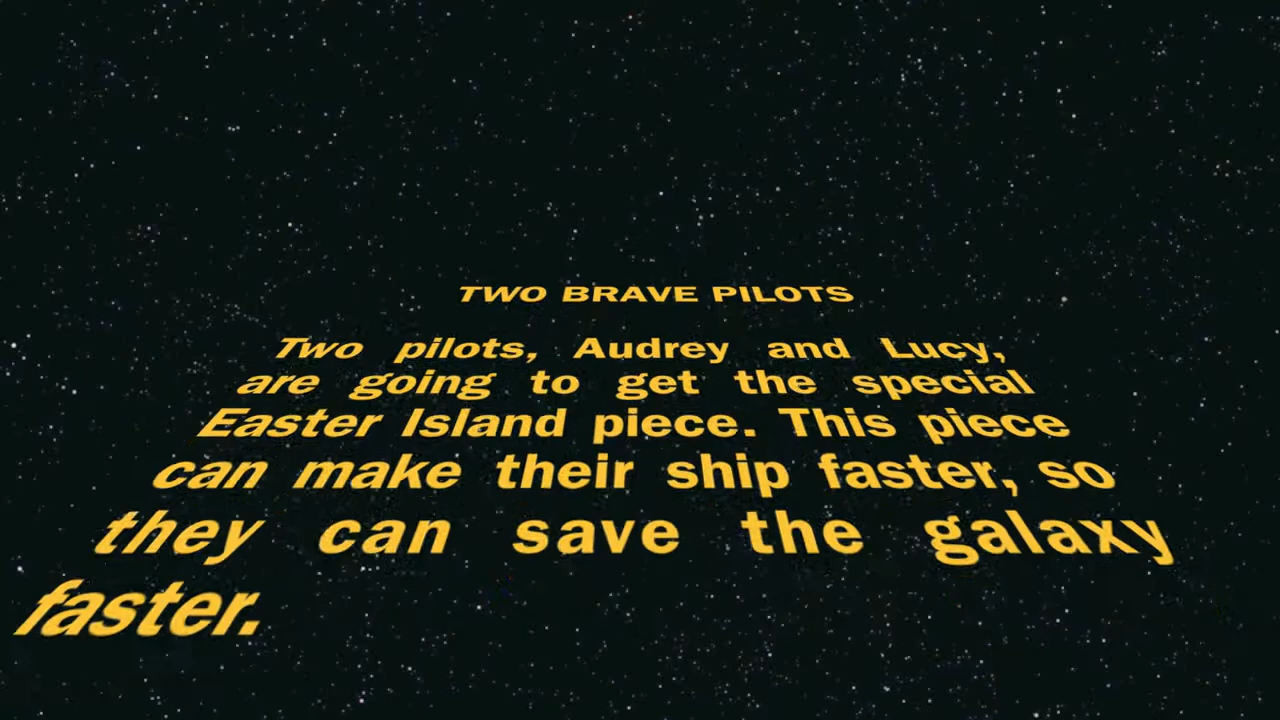 TWO BRAVE PILOTS
Two pilots, Audrey and Lucy,
are going to get the special
Easter Island piece. This piece
can make their ship faster, so
they can save the galaxy
faster.